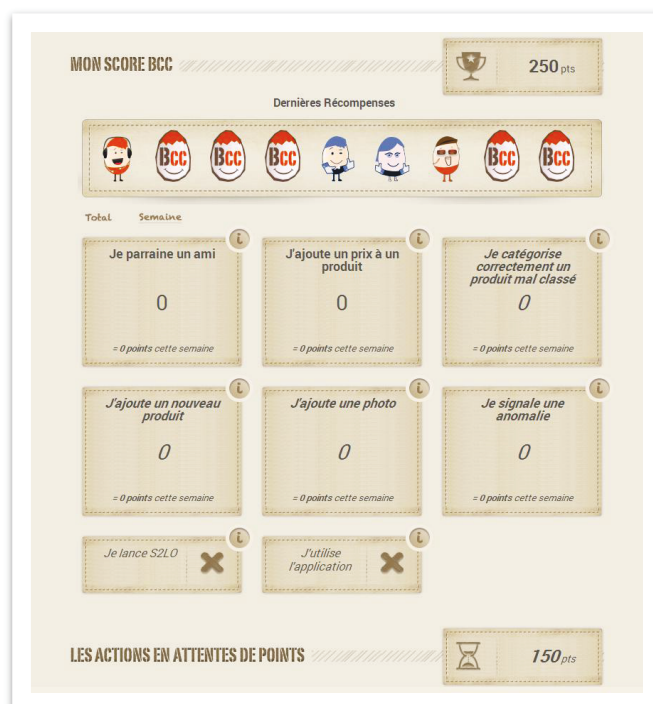 MON SCORE BCC
250 pts
Dernières Récompenses
Bcc Bcc Bcc Bcc Bcc
Total Semaine
i i i
Je parraine un ami
0
= 0 points cette semaine
J'ajoute un prix à un
produit
0
= 0 points cette semaine
Je catégorise
correctement un
produit mal classé
0
= 0 points cette semaine
i i i
J'ajoute un nouveau
produit
0
= 0 points cette semaine
J'ajoute une photo
0
= 0 points cette semaine
Je signale une
anomalie
0
= 0 points cette semaine
i i
Je lance S2LO
J'utilise
l'application
LES ACTIONS EN ATTENTES DE POINTS
150 pts